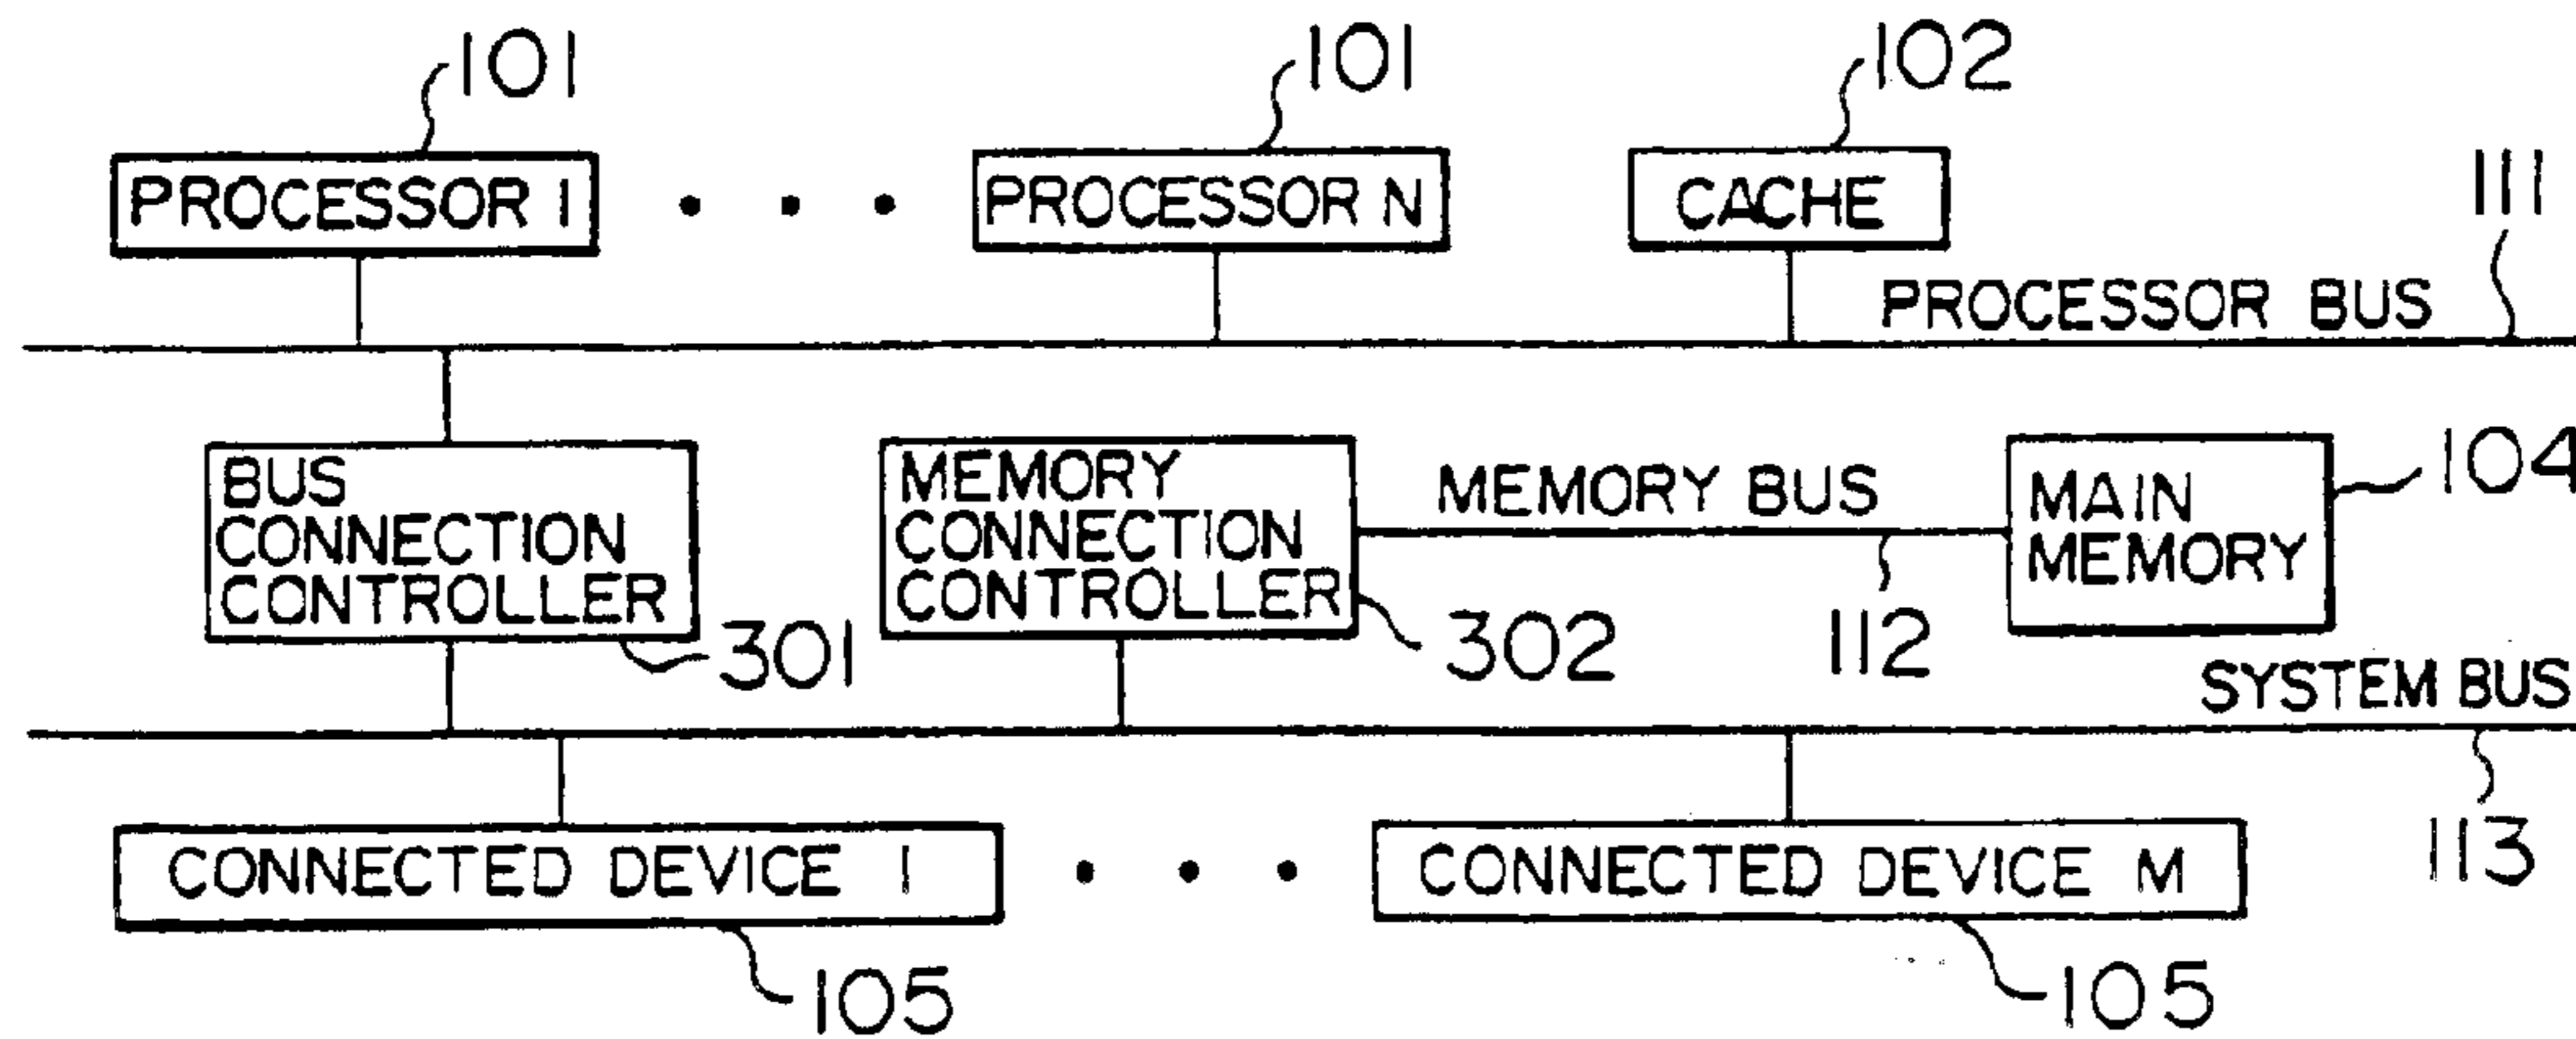 101
101
102
PROCESSOR 1
PROCESSOR N
CACHE
111
PROCESSOR BUS
BUS
CONNECTION
CONTROLLER
301
MEMORY
CONNECTION
CONTROLLER
302
MEMORY BUS
112
MAIN
MEMORY
104
SYSTEM BUS
113
CONNECTED DEVICE 1
105
CONNECTED DEVICE M
105